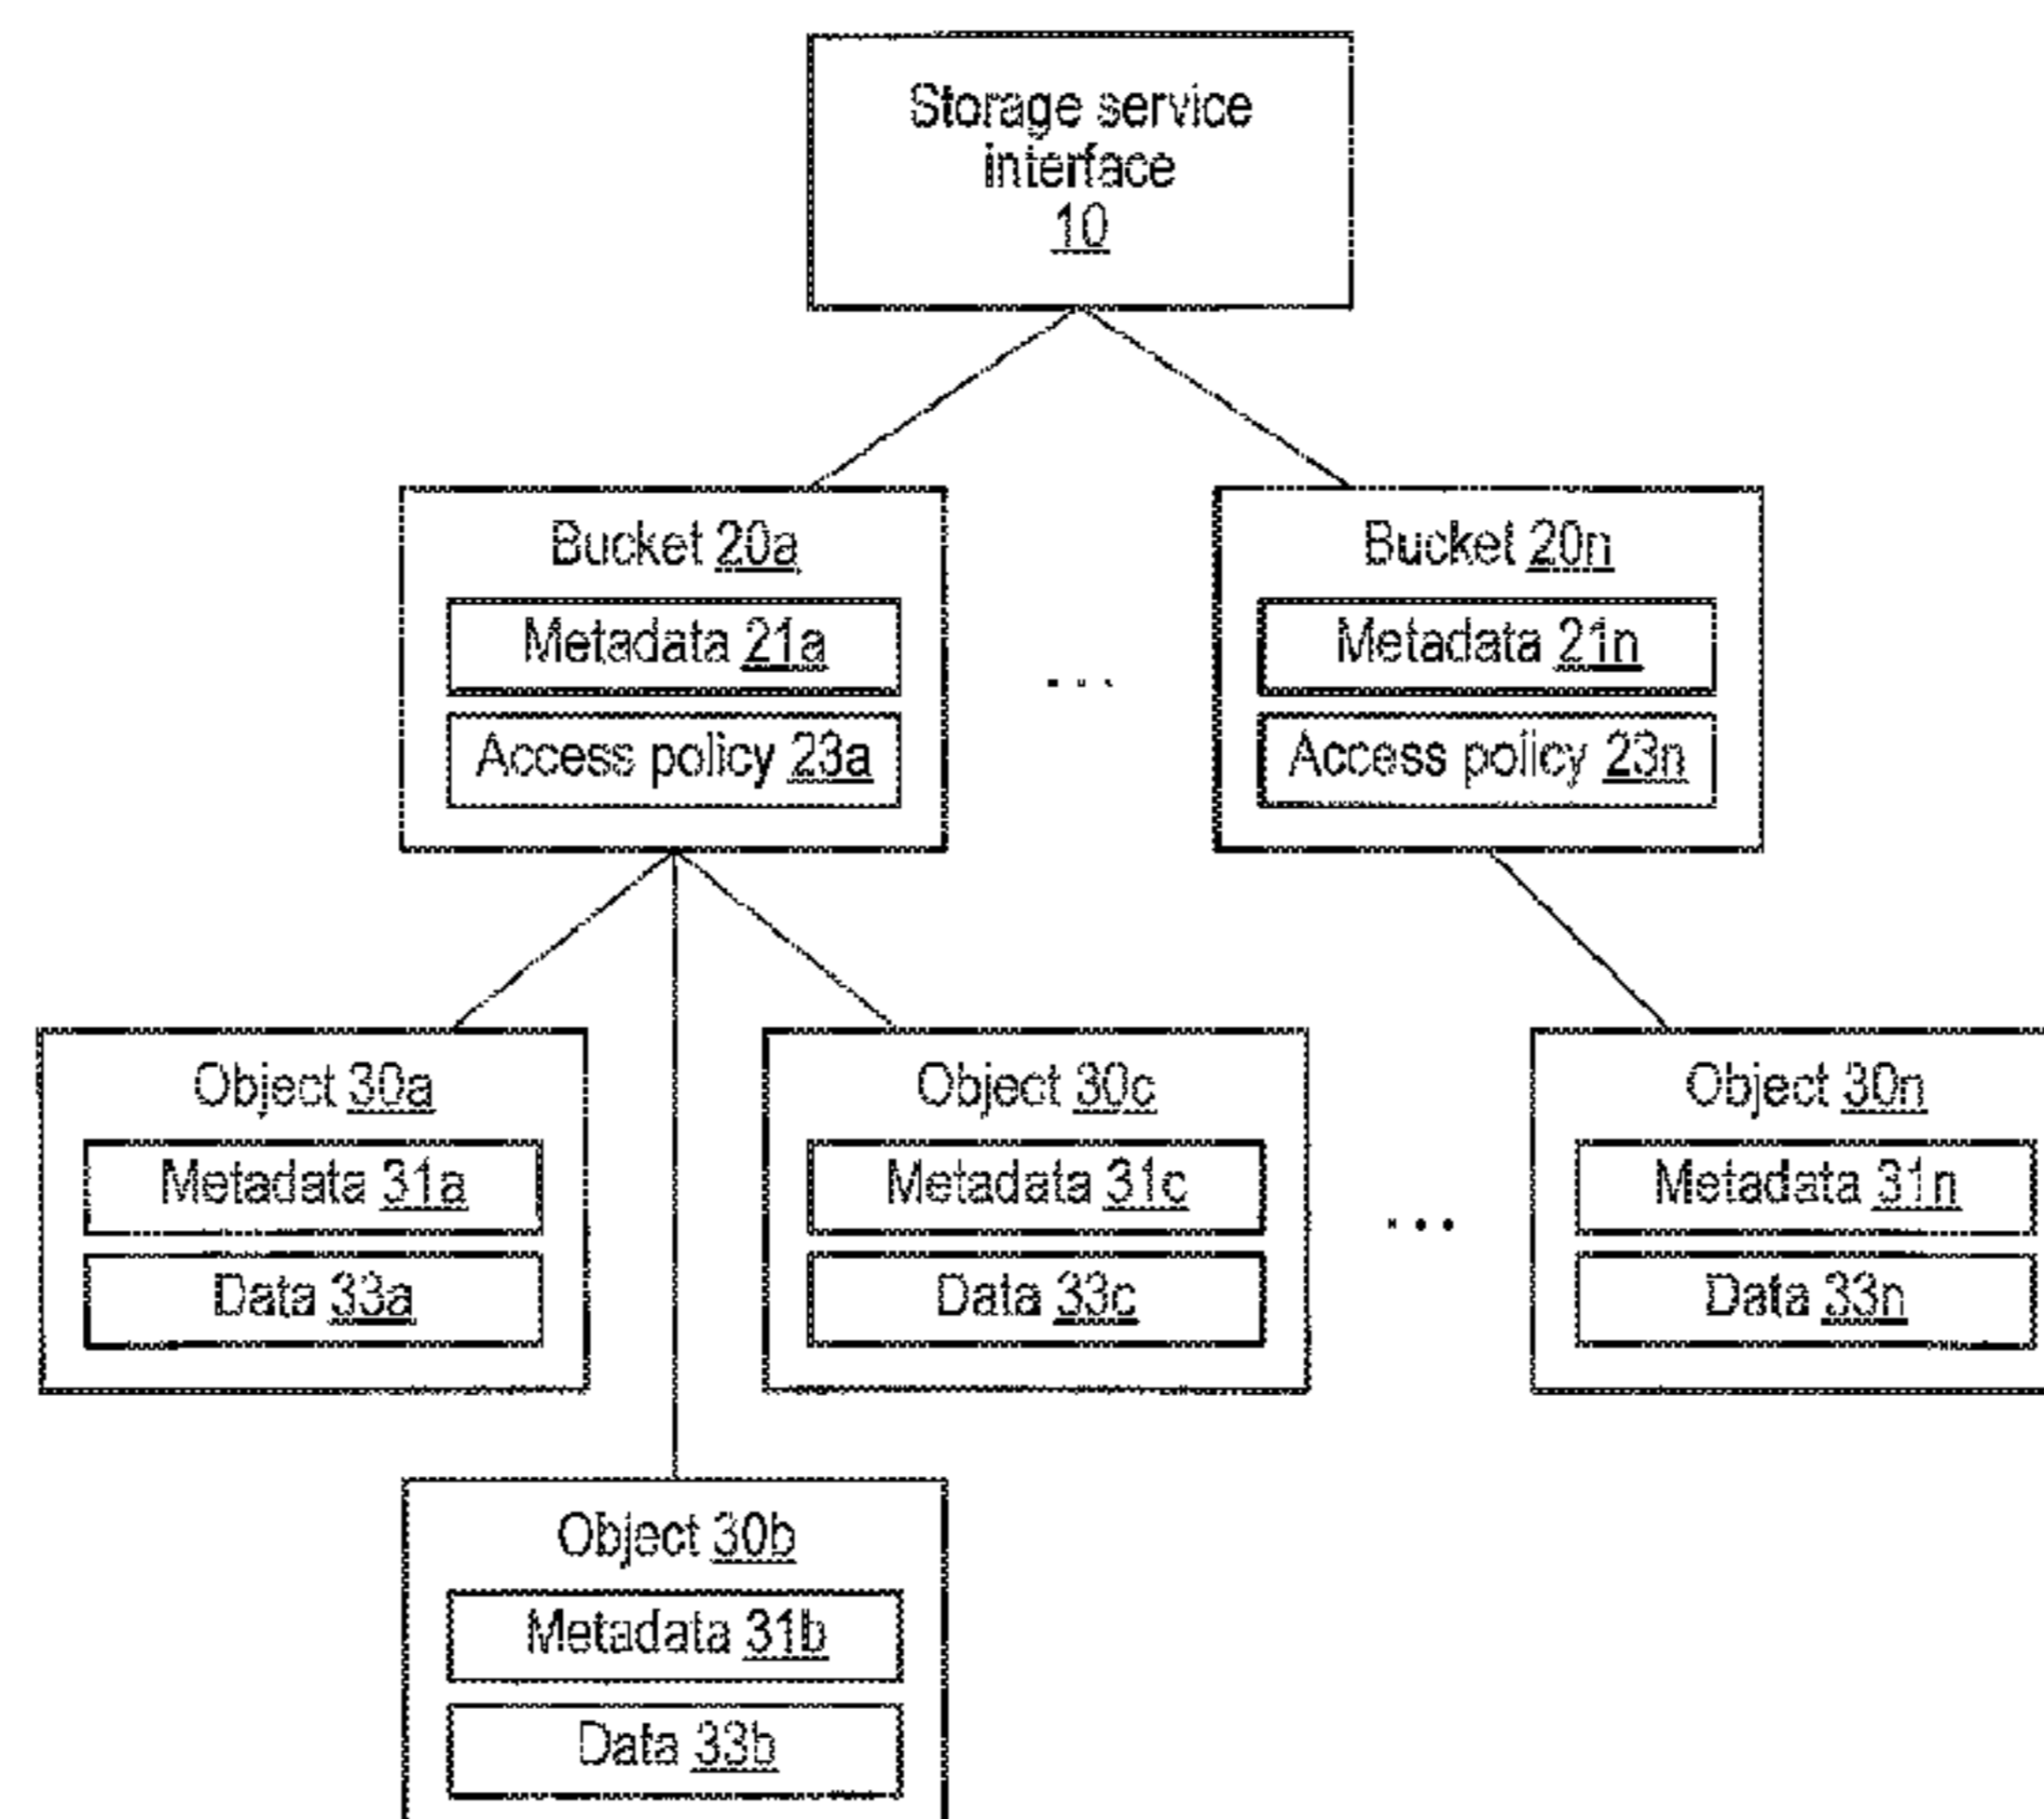 Storage service
interface
10
Bucket 20a
Metadata 21a
Access policy 23a
...
Bucket 20n
Metadata 21n
Access policy 23n
Object 30a
Metadata 31a
Data 33a
Object 30c
Metadata 31c
Data 33c
...
Object 30n
Metadata 31n
Data 33n
Object 30b
Metadata 31b
Data 33b